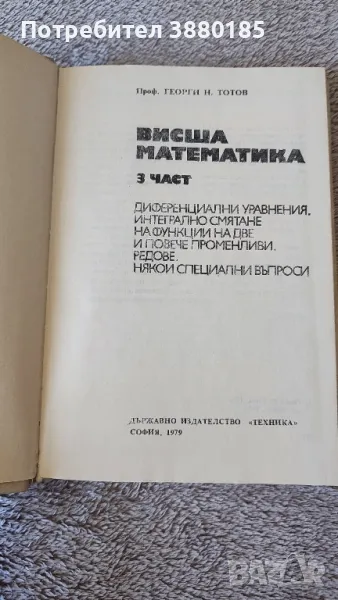 Потребител 3880185
Проф. ГЕОРГИ Н. ТОТОВ
ВИСША
МАТЕМАТИКА
3 ЧАСТ
ДИФЕРЕНЦИАЛНИ УРАВНЕНИЯ.
ИНТЕГРАЛНО СМЯТАНЕ
НА ФУНКЦИИ НА ДВЕ
И ПОВЕЧЕ ПРОМЕНЛИВИ.
РЕДОВЕ.
НЯКОИ СПЕЦИАЛНИ ВЪПРОСИ
ДЪРЖАВНО ИЗДАТЕЛСТВО «ТЕХНИКА»
СОФИЯ, 1979
BAZAR